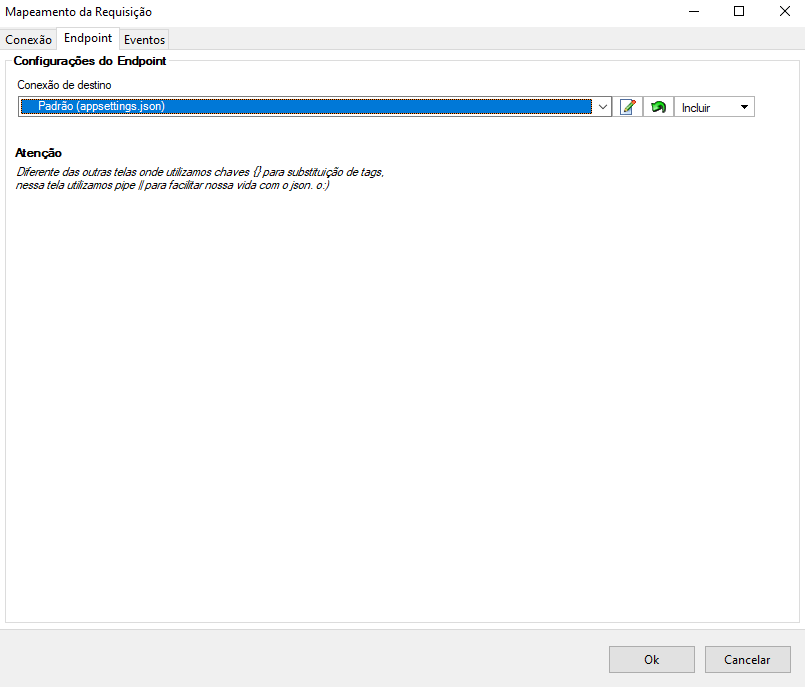 Mapeamento da Requisição
Conexão Endpoint Eventos
Configurações do Endpoint
Conexão de destino
Padrão (appsettings.json)
Incluir
Atenção
Diferente das outras telas onde utilizamos chaves {} para substituição de tags,
nessa tela utilizamos pipe || para facilitar nossa vida com o json. o:)
Ok Cancelar